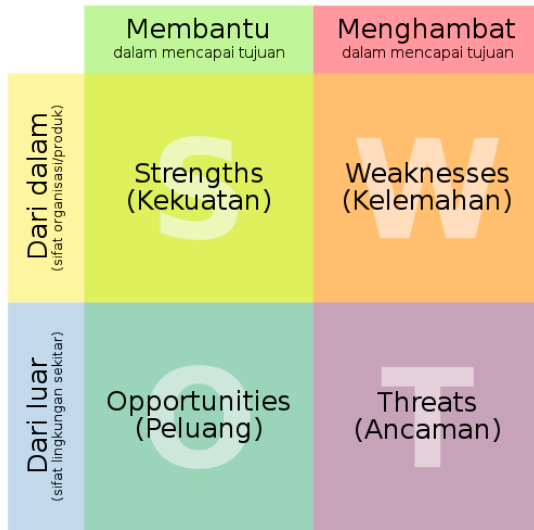 Membantu
dalam mencapai tujuan
Menghambat
dalam mencapai tujuan
Dari dalam
(sifat organisasi/produk)
S
Strengths
(Kekuatan)
W
Weaknesses
(Kelemahan)
Dari luar
(sifat lingkungan sekitar)
O
Opportunities
(Peluang)
T
Threats
(Ancaman)